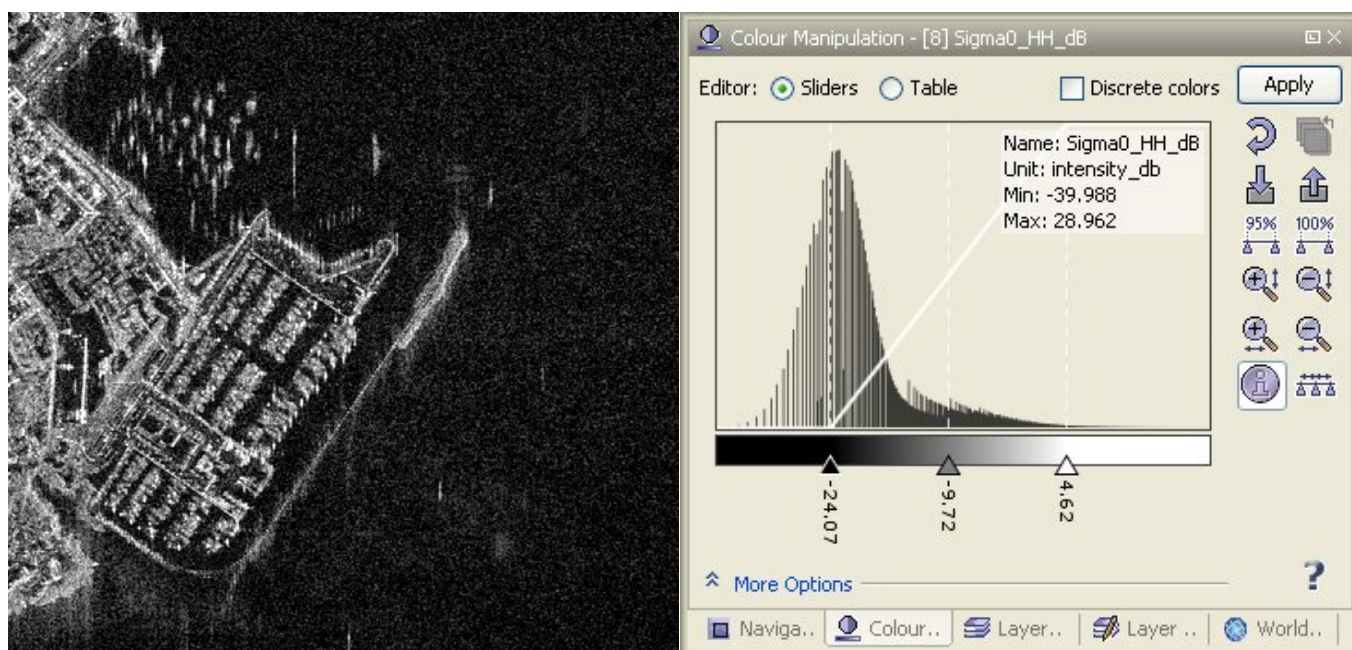 Colour Manipulation - [8] Sigma0_HH_dB
Editor: Sliders Table Discrete colors Apply
Name: Sigma0_HH_dB
Unit: intensity_db
Min: -39.988
Max: 28.962
95% 100%
-24.07 -9.72 4.62
More Options ?
Naviga.. Colour.. Layer.. Layer .. World..